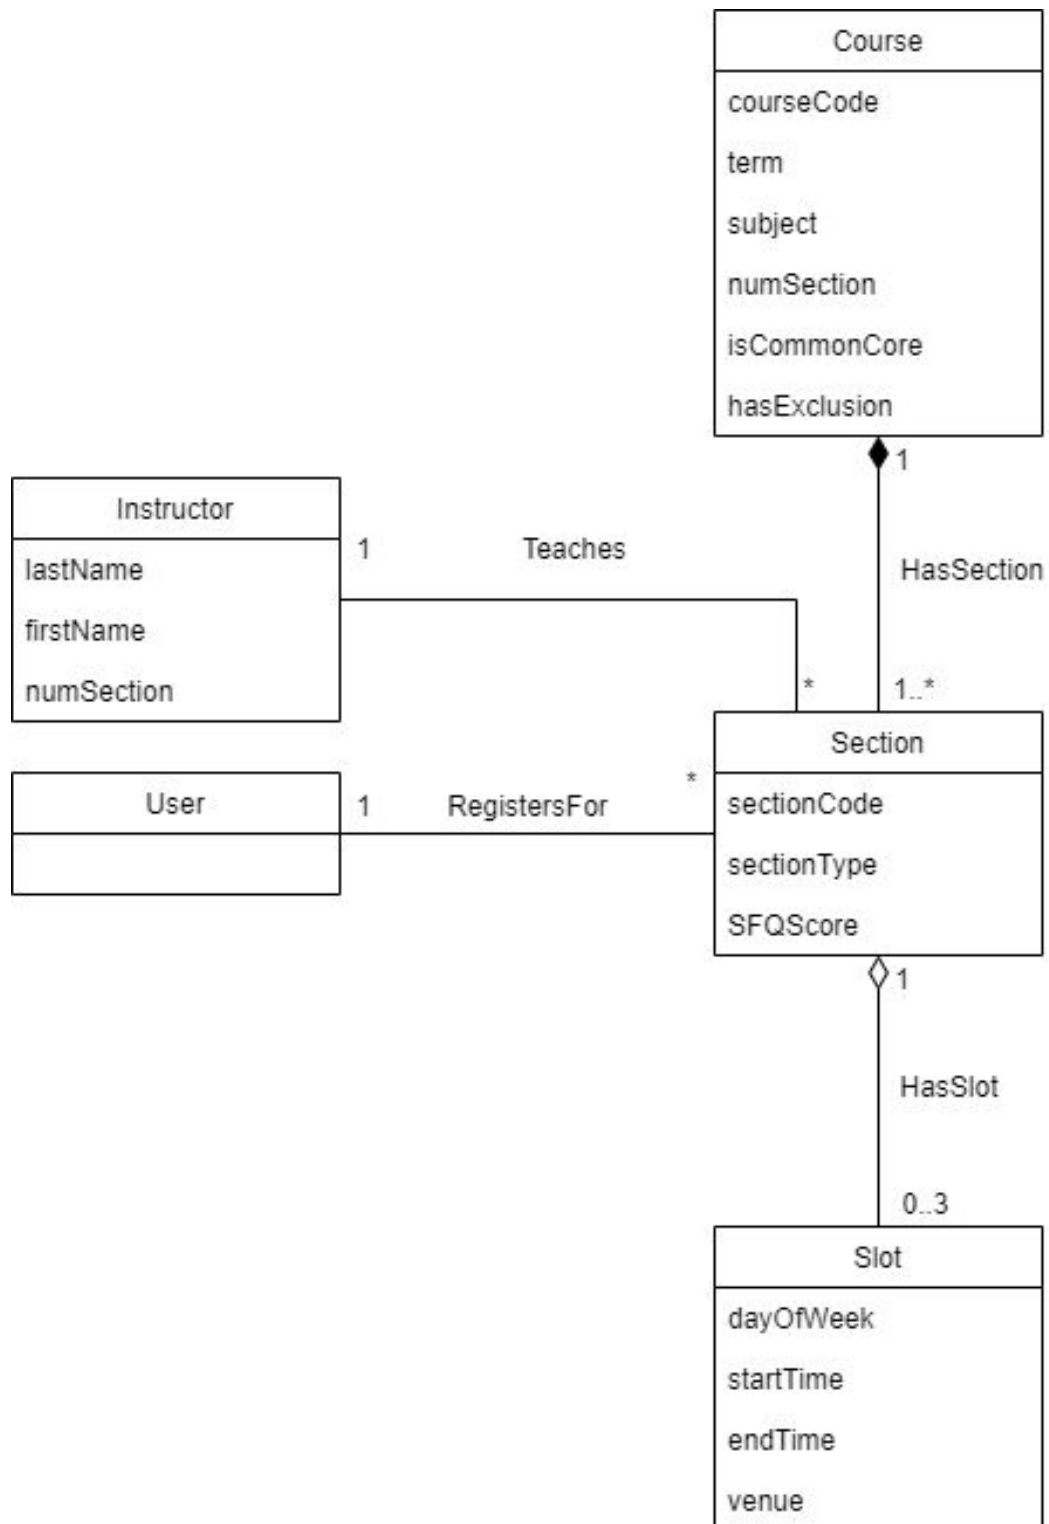 Course
courseCode
term
subject
numSection
isCommonCore
hasExclusion
1
HasSection
1..*
Instructor
lastName
firstName
numSection
1
Teaches
*
User
1
RegistersFor
*
Section
sectionCode
sectionType
SFQScore
1
HasSlot
0..3
Slot
dayOfWeek
startTime
endTime
venue